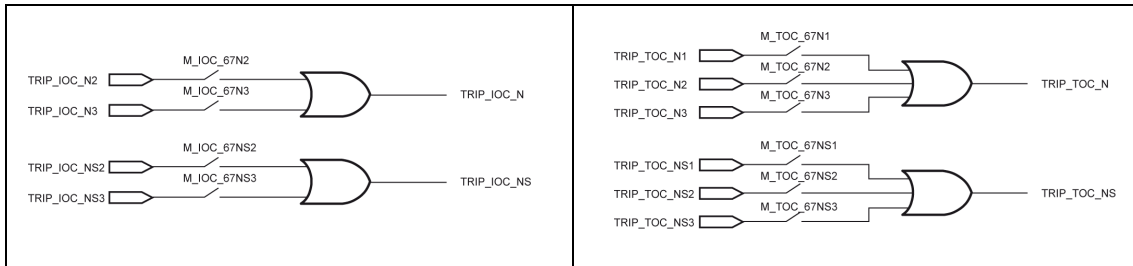 M_IOC_67N2
TRIP_IOC_N2
M_IOC_67N3
TRIP_IOC_N
TRIP_IOC_N3
M_IOC_67NS2
TRIP_IOC_NS2
M_IOC_67NS3
TRIP_IOC_NS
TRIP_IOC_NS3
M_TOC_67N1
TRIP_TOC_N1
M_TOC_67N2
TRIP_TOC_N2
TRIP_TOC_N
M_TOC_67N3
TRIP_TOC_N3
M_TOC_67NS1
TRIP_TOC_NS1
M_TOC_67NS2
TRIP_TOC_NS2
TRIP_TOC_NS
M_TOC_67NS3
TRIP_TOC_NS3